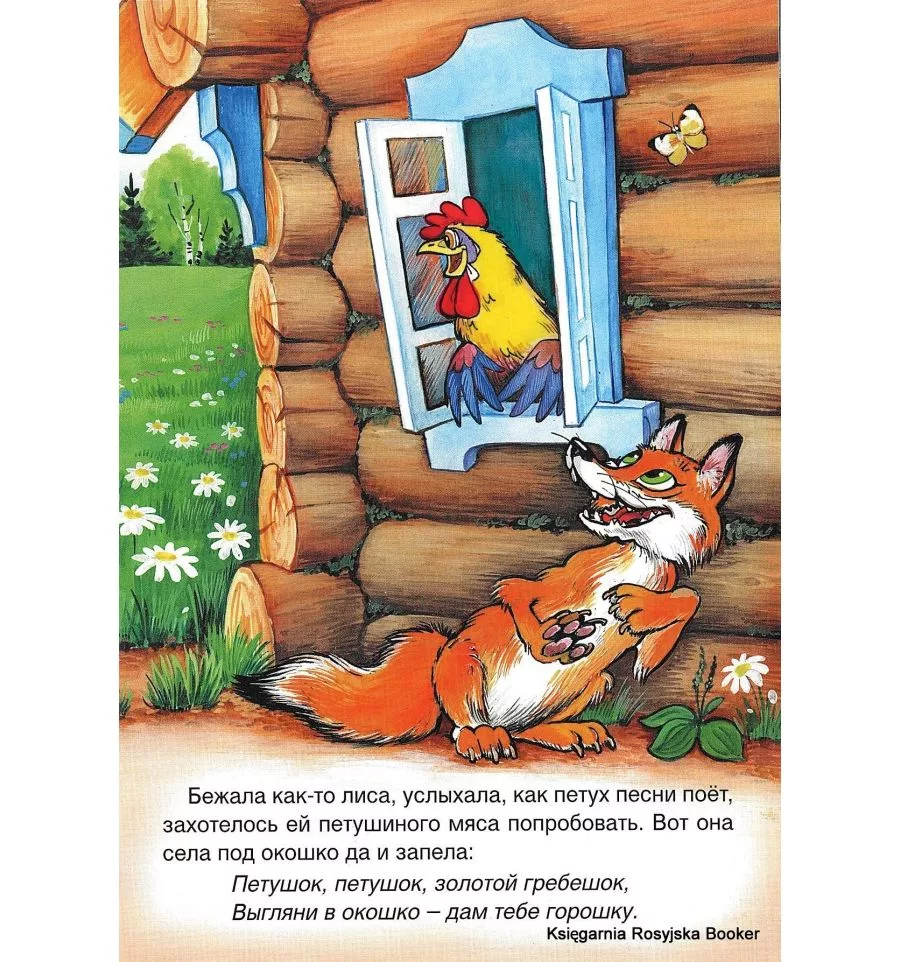 Бежала как-то лиса, услыхала, как петух песни поёт,
захотелось ей петушиного мяса попробовать. Вот она
села под окошко да и запела:
Петушок, петушок, золотой гребешок,
Выгляни в окошко – дам тебе горошку.
Księgarnia Rosyjska Booker